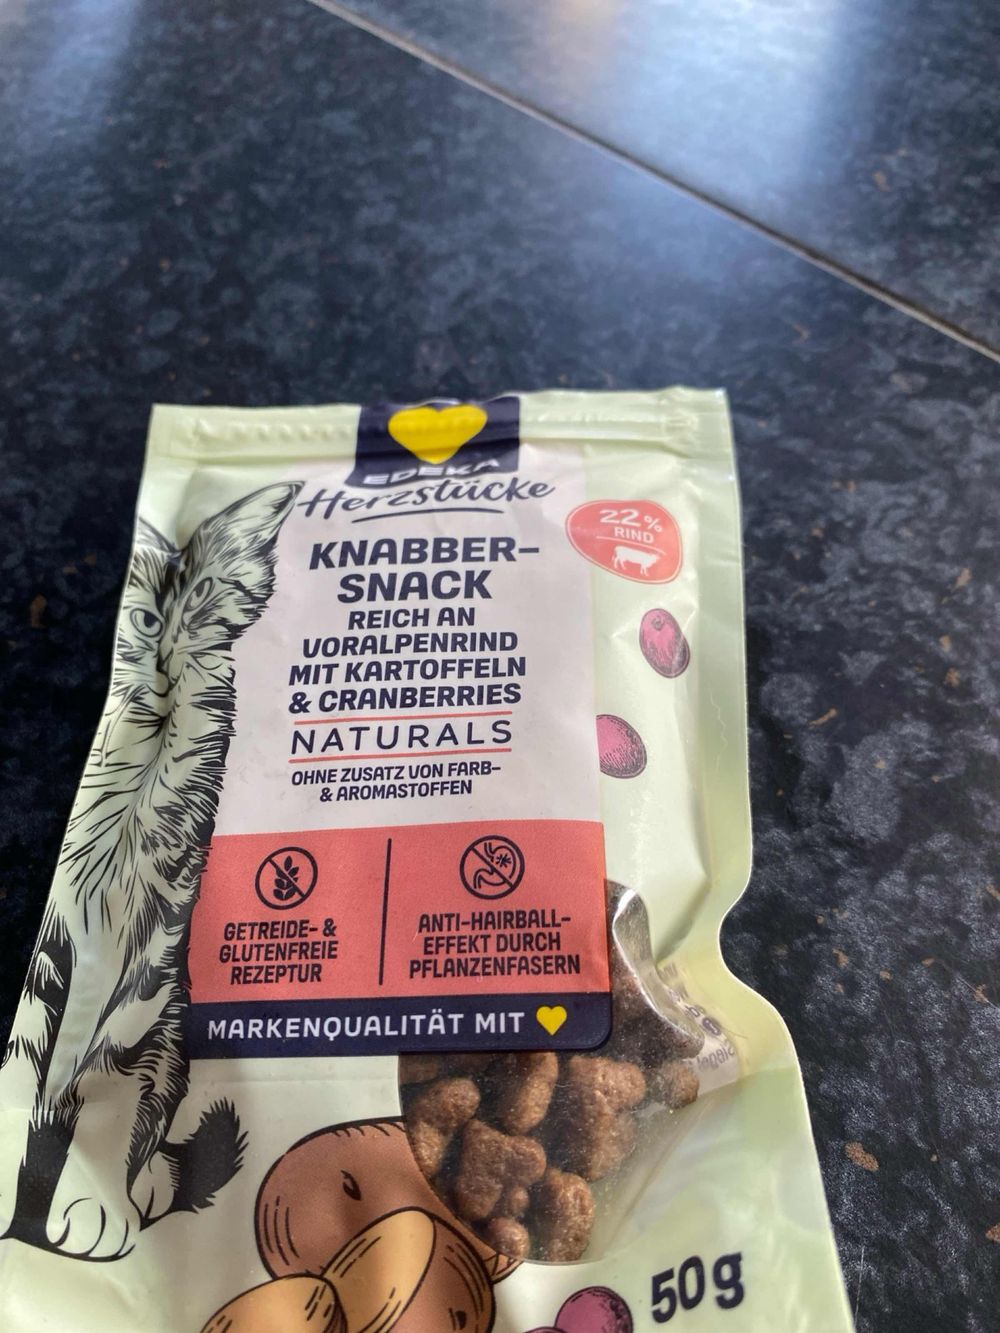 EDEKA
Herzstücke
22%
RIND
KNABBER-
SNACK
REICH AN
VORALPENRIND
MIT KARTOFFELN
& CRANBERRIES
NATURALS
OHNE ZUSATZ VON FARB-
& AROMASTOFFEN
GETREIDE- &
GLUTENFREIE
REZEPTUR
ANTI-HAIRBALL-
EFFEKT DURCH
PFLANZENFASERN
MARKENQUALITÄT MIT
50g